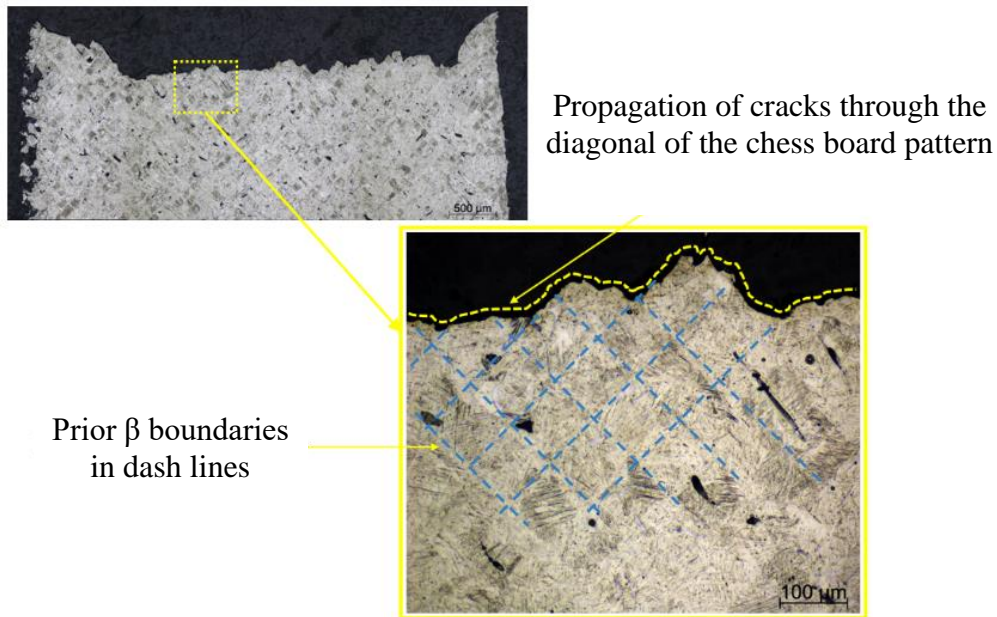 500 µm
Propagation of cracks through the
diagonal of the chess board pattern
Prior β boundaries
in dash lines
100 µm